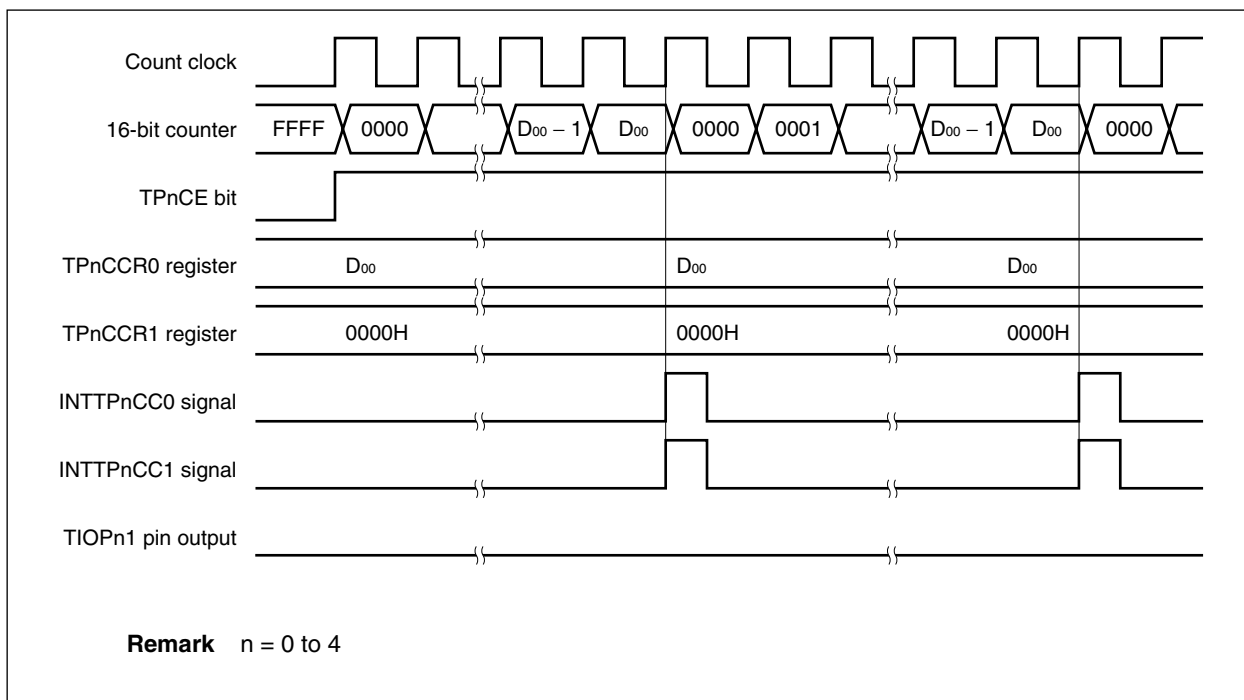 Count clock
16-bit counter FFFF 0000 D00 − 1 D00 0000 0001 D00 − 1 D00 0000
TPnCE bit
TPnCCR0 register D00 D00 D00
TPnCCR1 register 0000H 0000H 0000H
INTTPnCC0 signal
INTTPnCC1 signal
TIOPn1 pin output
Remark n = 0 to 4